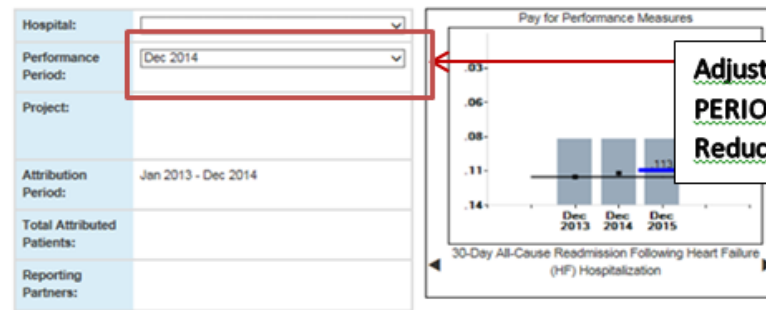 Hospital:
Performance
Period:
Dec 2014
Project:
Attribution
Period:
Jan 2013 - Dec 2014
Total Attributed
Patients:
Reporting
Partners:
Pay for Performance Measures
.03-
.06-
.08-
.11-
.14-
.113
Dec
2013
Dec
2014
Dec
2015
30-Day All-Cause Readmission Following Heart Failure
(HF) Hospitalization
Adjust
PERIO
Reduc